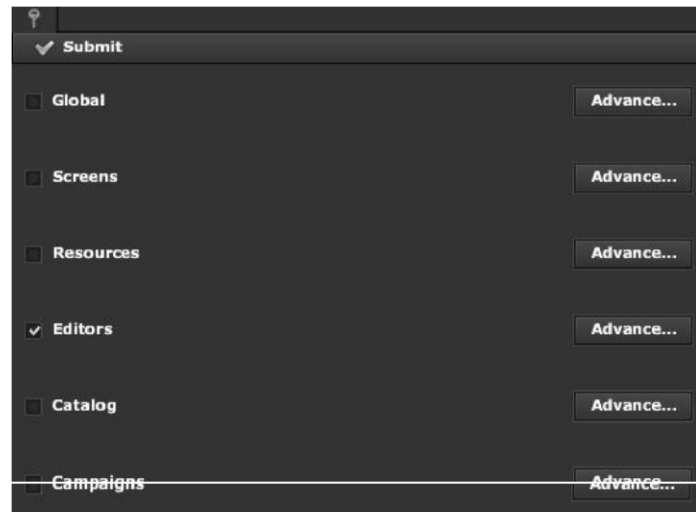 Submit
Global Advance...
Screens Advance...
Resources Advance...
Editors Advance...
Catalog Advance...
Campaigns Advance...